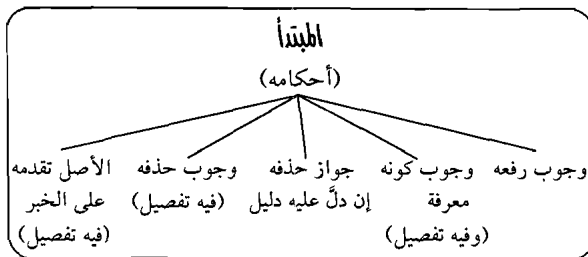 المبتدأ
(أحكامه)
وجوب رفعه
وجوب كونه
معرفة
(وفيه تفصيل)
جواز حذفه
إن دلَّ عليه دليل
وجوب حذفه
(فيه تفصيل)
الأصل تقدمه
على الخبر
(فيه تفصيل)